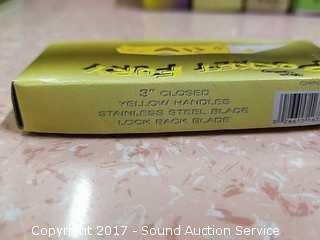 3" CLOSED
YELLOW HANDLES
STAINLESS STEEL BLADE
LOCK BACK BLADE
Copyright 2017 - Sound Auction Service